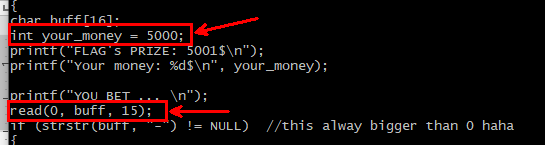 {
char buff[16];
int your_money = 5000;
printf("FLAG's PRIZE: 5001$\n");
printf("Your money: %d$\n", your_money);
printf("YOU BET ... \n");
read(0, buff, 15);
if (strstr(buff, "-") != NULL) //this alway bigger than 0 haha
{